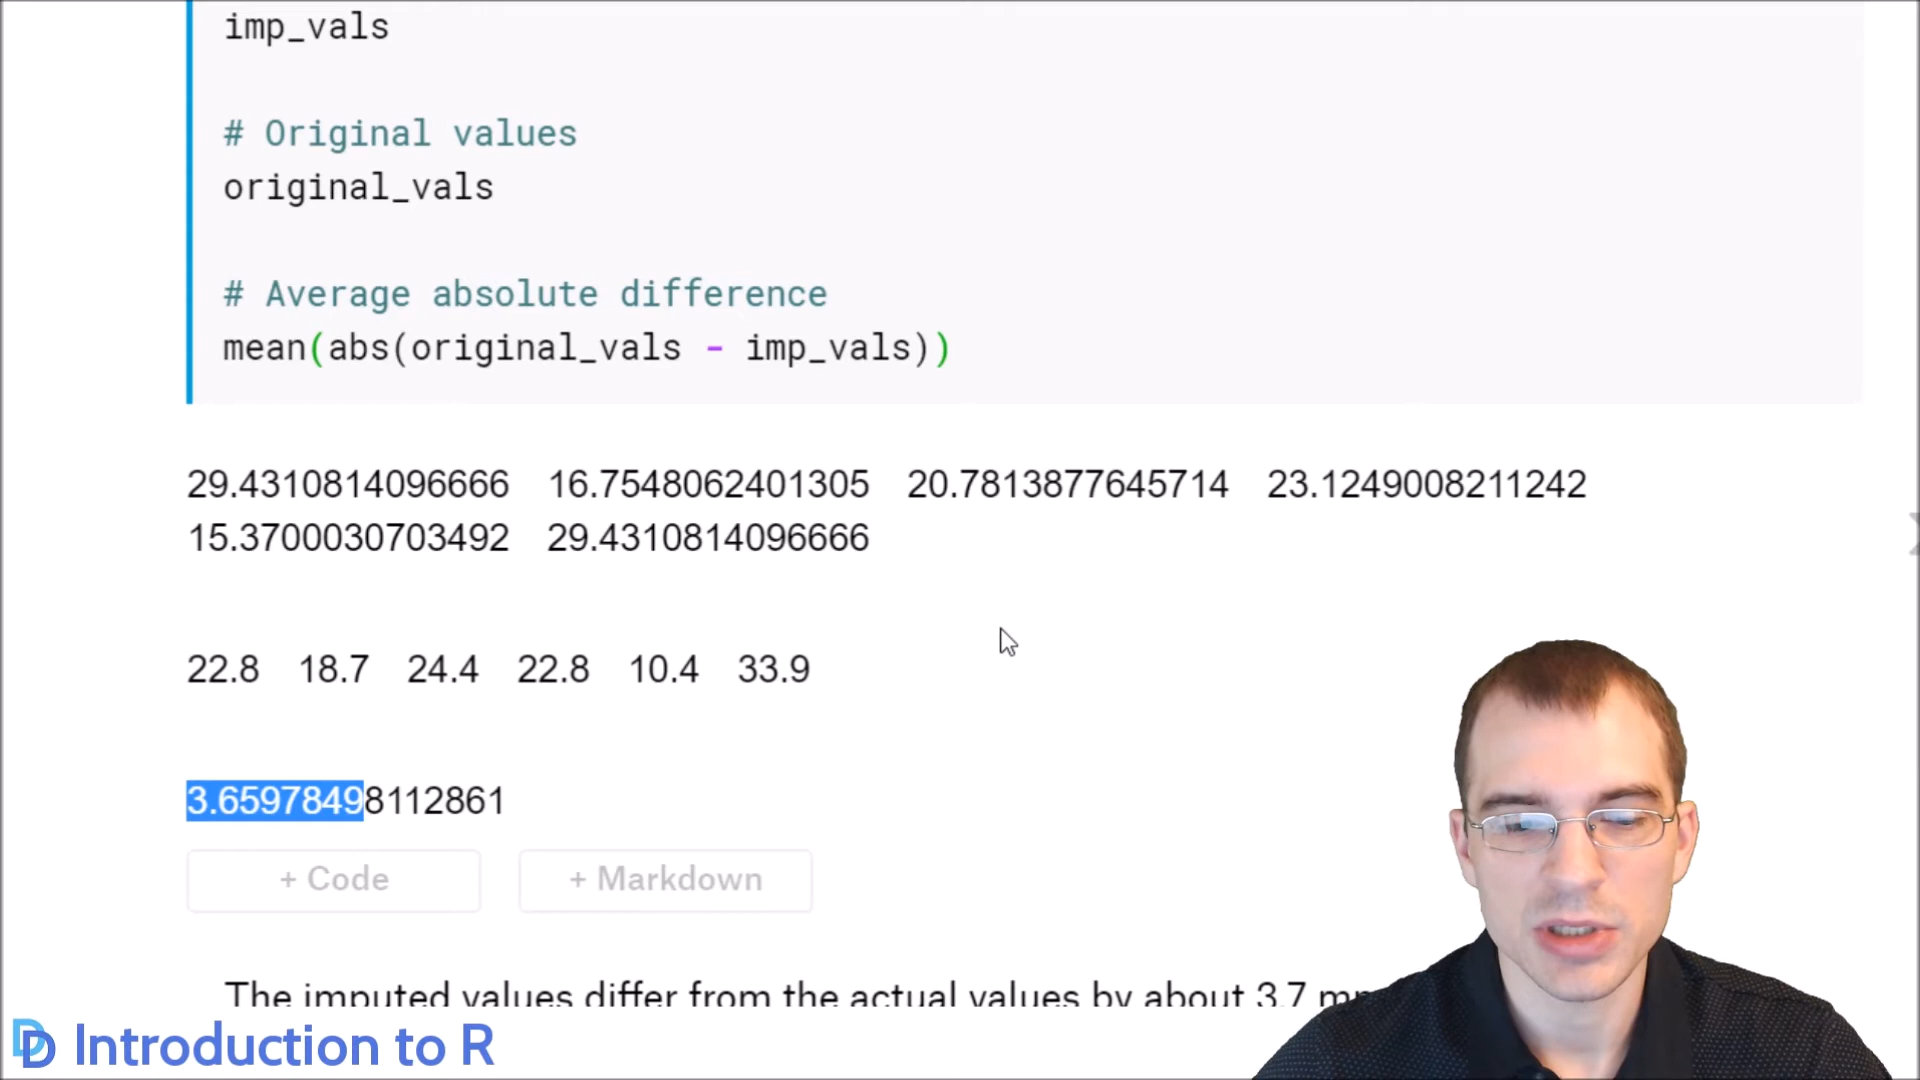 imp_vals
# Original values
original_vals
# Average absolute difference
mean(abs(original_vals - imp_vals))
29.4310814096666 16.7548062401305 20.7813877645714 23.1249008211242
15.3700030703492 29.4310814096666
22.8 18.7 24.4 22.8 10.4 33.9
3.65978498112861
+ Code + Markdown
The imputed values differ from the actual values by about 3.7
Introduction to R